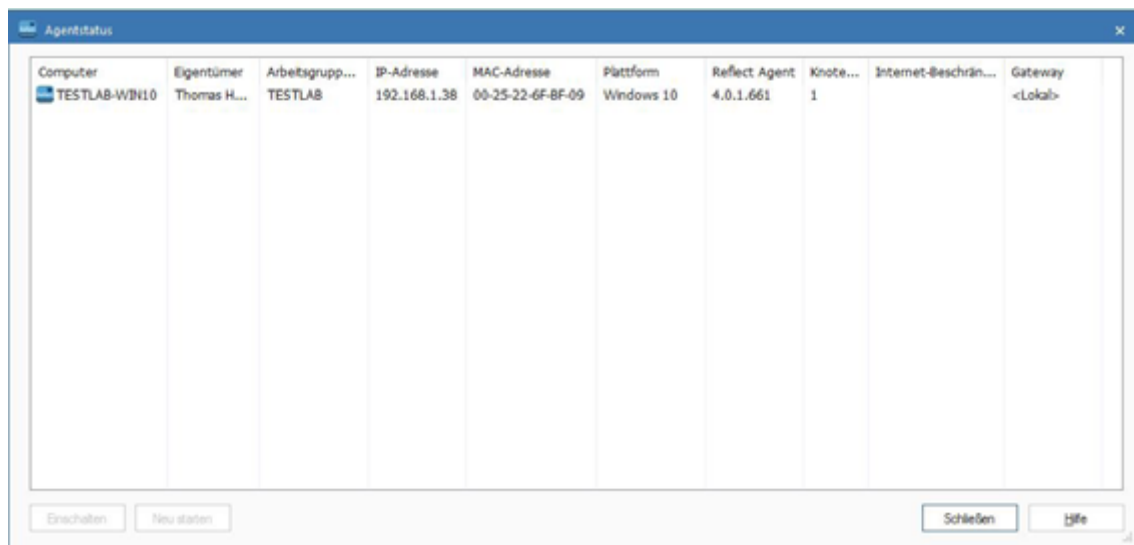 Agentstatus
Computer Eigentümer Arbeitsgrupp... IP-Adresse MAC-Adresse Plattform Reflect Agent Knote... Internet-Beschrän... Gateway
TESTLAB-WIN10 Thomas H... TESTLAB 192.168.1.38 00-25-22-6F-BF-09 Windows 10 4.0.1.661 1 <Lokal>
Einschalten Neu starten Schließen Hilfe